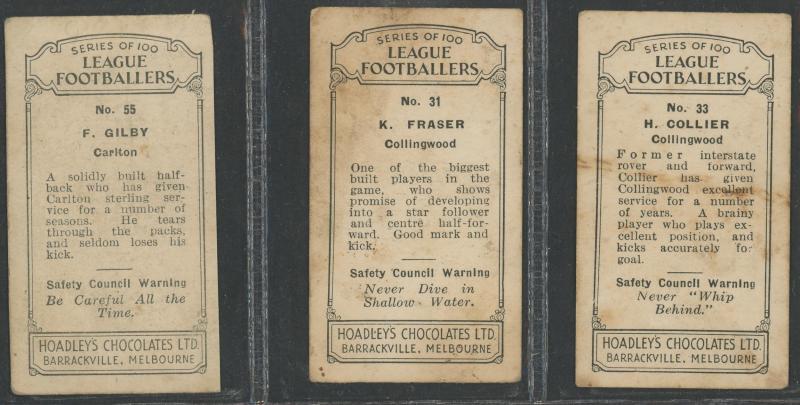 SERIES OF 100
LEAGUE
FOOTBALLERS
No. 55
F. GILBY
Carlton
A solidly built half-
back who has given
Carlton sterling ser-
vice for a number of
seasons. He tears
through the packs,
and seldom loses his
kick.
Safety Council Warning
Be Careful All the
Time.
HOADLEY'S CHOCOLATES LTD.
BARRACKVILLE, MELBOURNE
SERIES OF 100
LEAGUE
FOOTBALLERS
No. 31
K. FRASER
Collingwood
One of the biggest
built players in the
game, who shows
promise of developing
into a star follower
and centre half-for-
ward. Good mark and
kick.
Safety Council Warning
Never Dive in
Shallow Water.
HOADLEY'S CHOCOLATES LTD.
BARRACKVILLE, MELBOURNE
SERIES OF 100
LEAGUE
FOOTBALLERS
No. 33
H. COLLIER
Collingwood
Former interstate
rover and forward,
Collier has given
Collingwood excellent
service for a number
of years. A brainy
player who plays ex-
cellent position, and
kicks accurately for
goal.
Safety Council Warning
Never "Whip
Behind."
HOADLEY'S CHOCOLATES LTD.
BARRACKVILLE, MELBOURNE